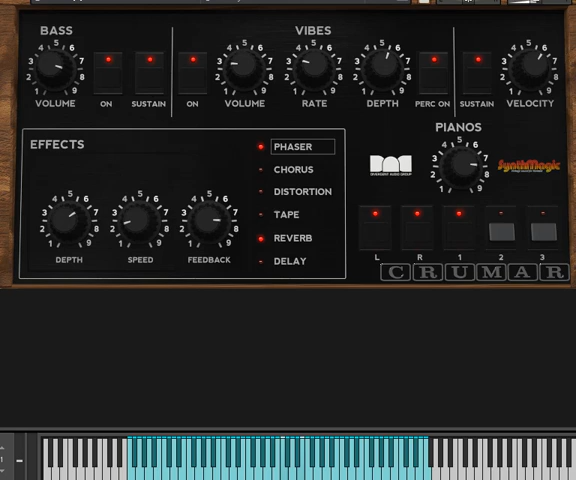 BASS
VIBES
VOLUME ON SUSTAIN ON VOLUME RATE DEPTH PERC ON SUSTAIN VELOCITY
EFFECTS
PIANOS
PHASER
CHORUS
DISTORTION
TAPE
REVERB
DELAY
DEPTH SPEED FEEDBACK
SynthMagic
L R 1 2 3
CRUMAR